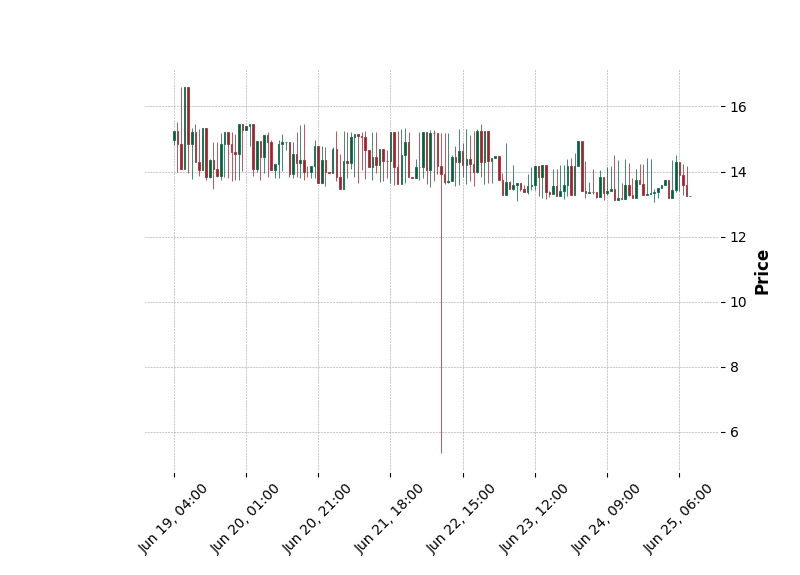 16
14
12
10
8
6
Price
Jun 19, 04:00
Jun 20, 01:00
Jun 20, 21:00
Jun 21, 18:00
Jun 22, 15:00
Jun 23, 12:00
Jun 24, 09:00
Jun 25, 06:00